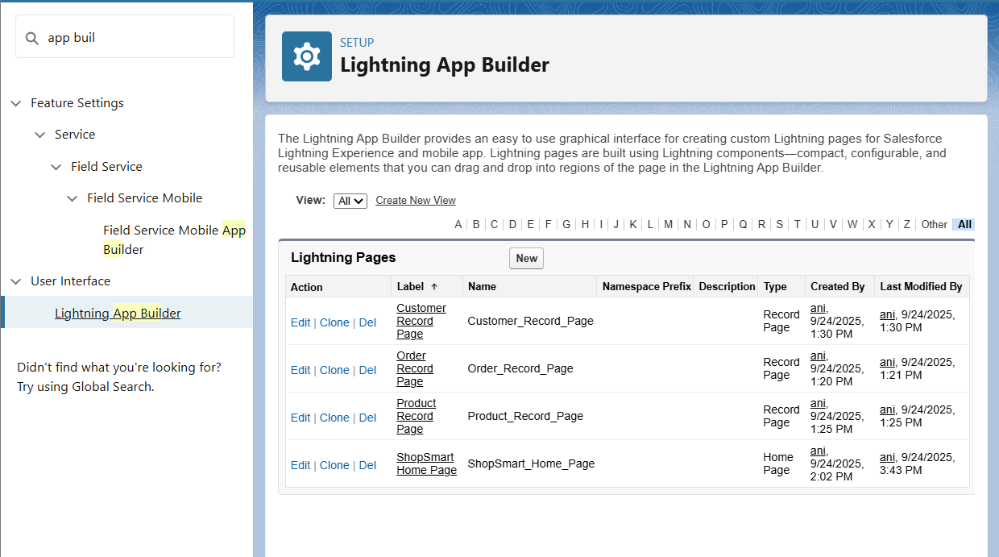 app buil
Feature Settings
Service
Field Service
Field Service Mobile
Field Service Mobile App
Builder
User Interface
Lightning App Builder
Didn't find what you're looking for?
Try using Global Search.
SETUP
Lightning App Builder
The Lightning App Builder provides an easy to use graphical interface for creating custom Lightning pages for Salesforce
Lightning Experience and mobile app. Lightning pages are built using Lightning components—compact, configurable, and
reusable elements that you can drag and drop into regions of the page in the Lightning App Builder.
View: All Create New View
A | B | C | D | E | F | G | H | I | J | K | L | M | N | O | P | Q | R | S | T | U | V | W | X | Y | Z | Other | All
Lightning Pages New
Action Label Name Namespace Prefix Description Type Created By Last Modified By
Edit | Clone | Del
Customer
Record
Page
Customer_Record_Page
Record
Page
ani,
9/24/2025,
1:30 PM
ani, 9/24/2025,
1:30 PM
Edit | Clone | Del
Order
Record
Page
Order_Record_Page
Record
Page
ani,
9/24/2025,
1:20 PM
ani, 9/24/2025,
1:21 PM
Edit | Clone | Del
Product
Record
Page
Product_Record_Page
Record
Page
ani,
9/24/2025,
1:25 PM
ani, 9/24/2025,
1:25 PM
Edit | Clone | Del
ShopSmart
Home Page
ShopSmart_Home_Page
Home
Page
ani,
9/24/2025,
2:02 PM
ani, 9/24/2025,
3:43 PM